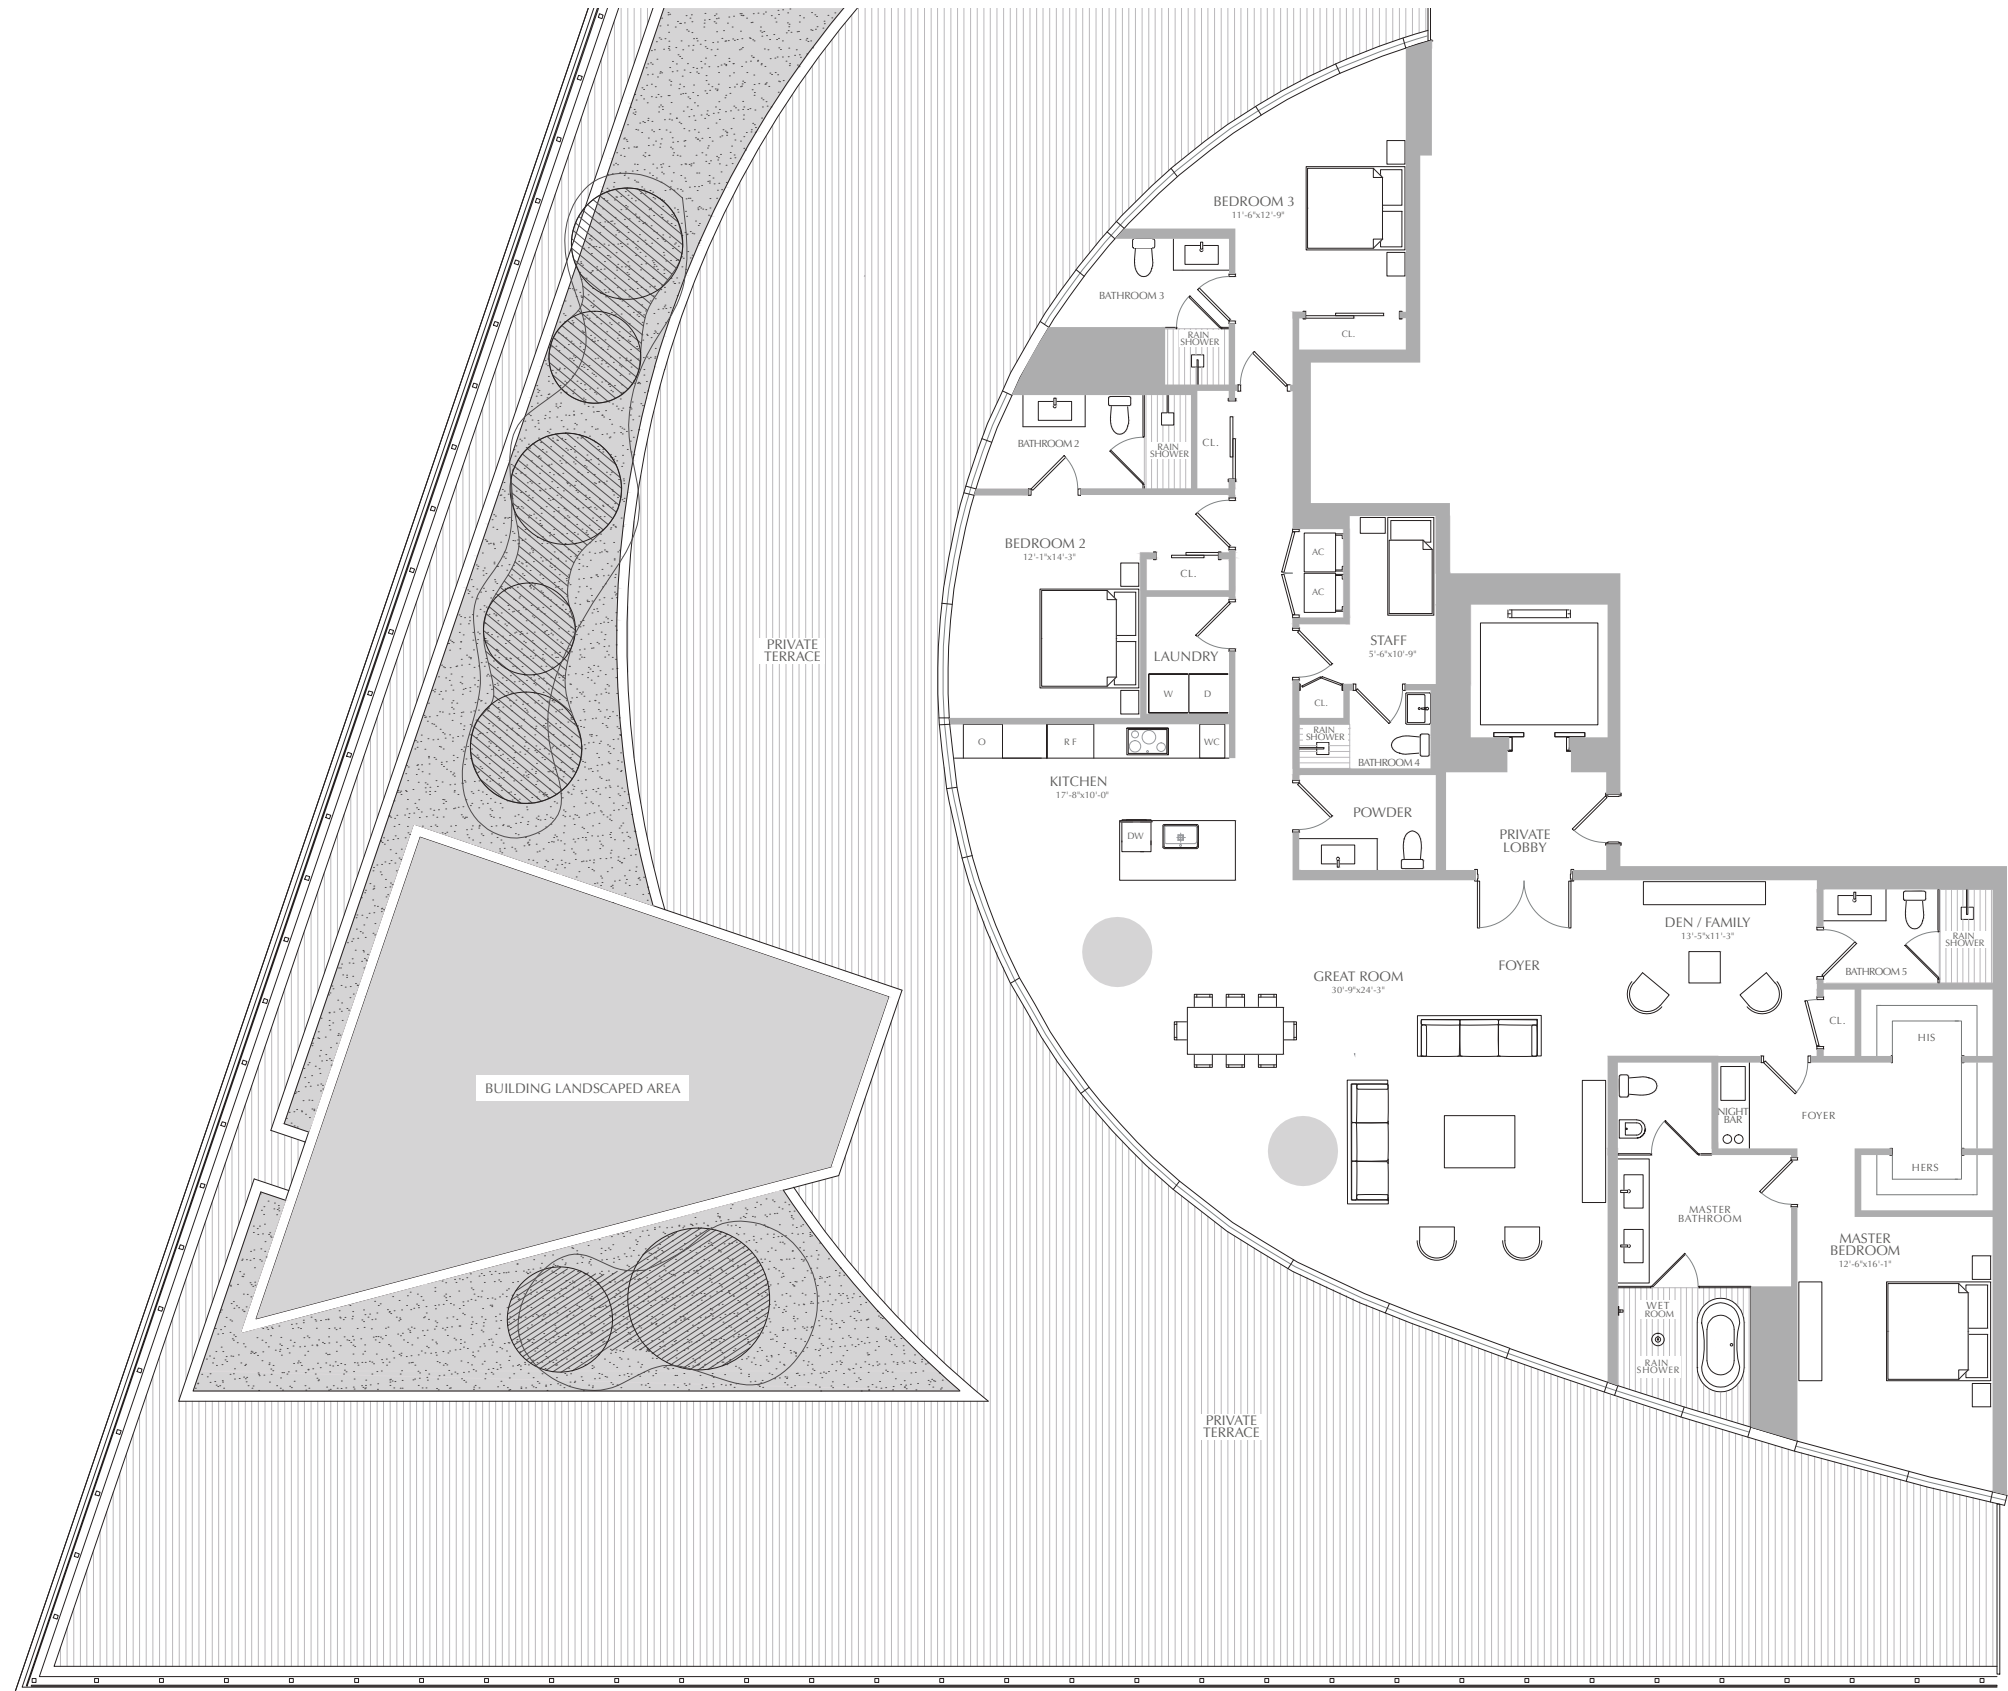 BEDROOM 3
11'-6"x12'-9"
BATHROOM 3
RAIN
SHOWER
CL.
BATHROOM 2
RAIN
SHOWER
CL.
BEDROOM 2
12'-1"x14'-3"
CL.
AC
AC
STAFF
5'-6"x10'-9"
PRIVATE
TERRACE
LAUNDRY
W
D
CL.
O
R F
WC
RAIN
SHOWER
BATHROOM 4
KITCHEN
17'-8"x10'-0"
DW
POWDER
PRIVATE
LOBBY
DEN / FAMILY
13'-5"x11'-3"
RAIN
SHOWER
BATHROOM 5
FOYER
GREAT ROOM
30'-9"x24'-3"
CL.
HIS
BUILDING LANDSCAPED AREA
NIGHT
BAR
FOYER
HERS
MASTER
BATHROOM
MASTER
BEDROOM
12'-6"x16'-1"
WET
ROOM
RAIN
SHOWER
PRIVATE
TERRACE